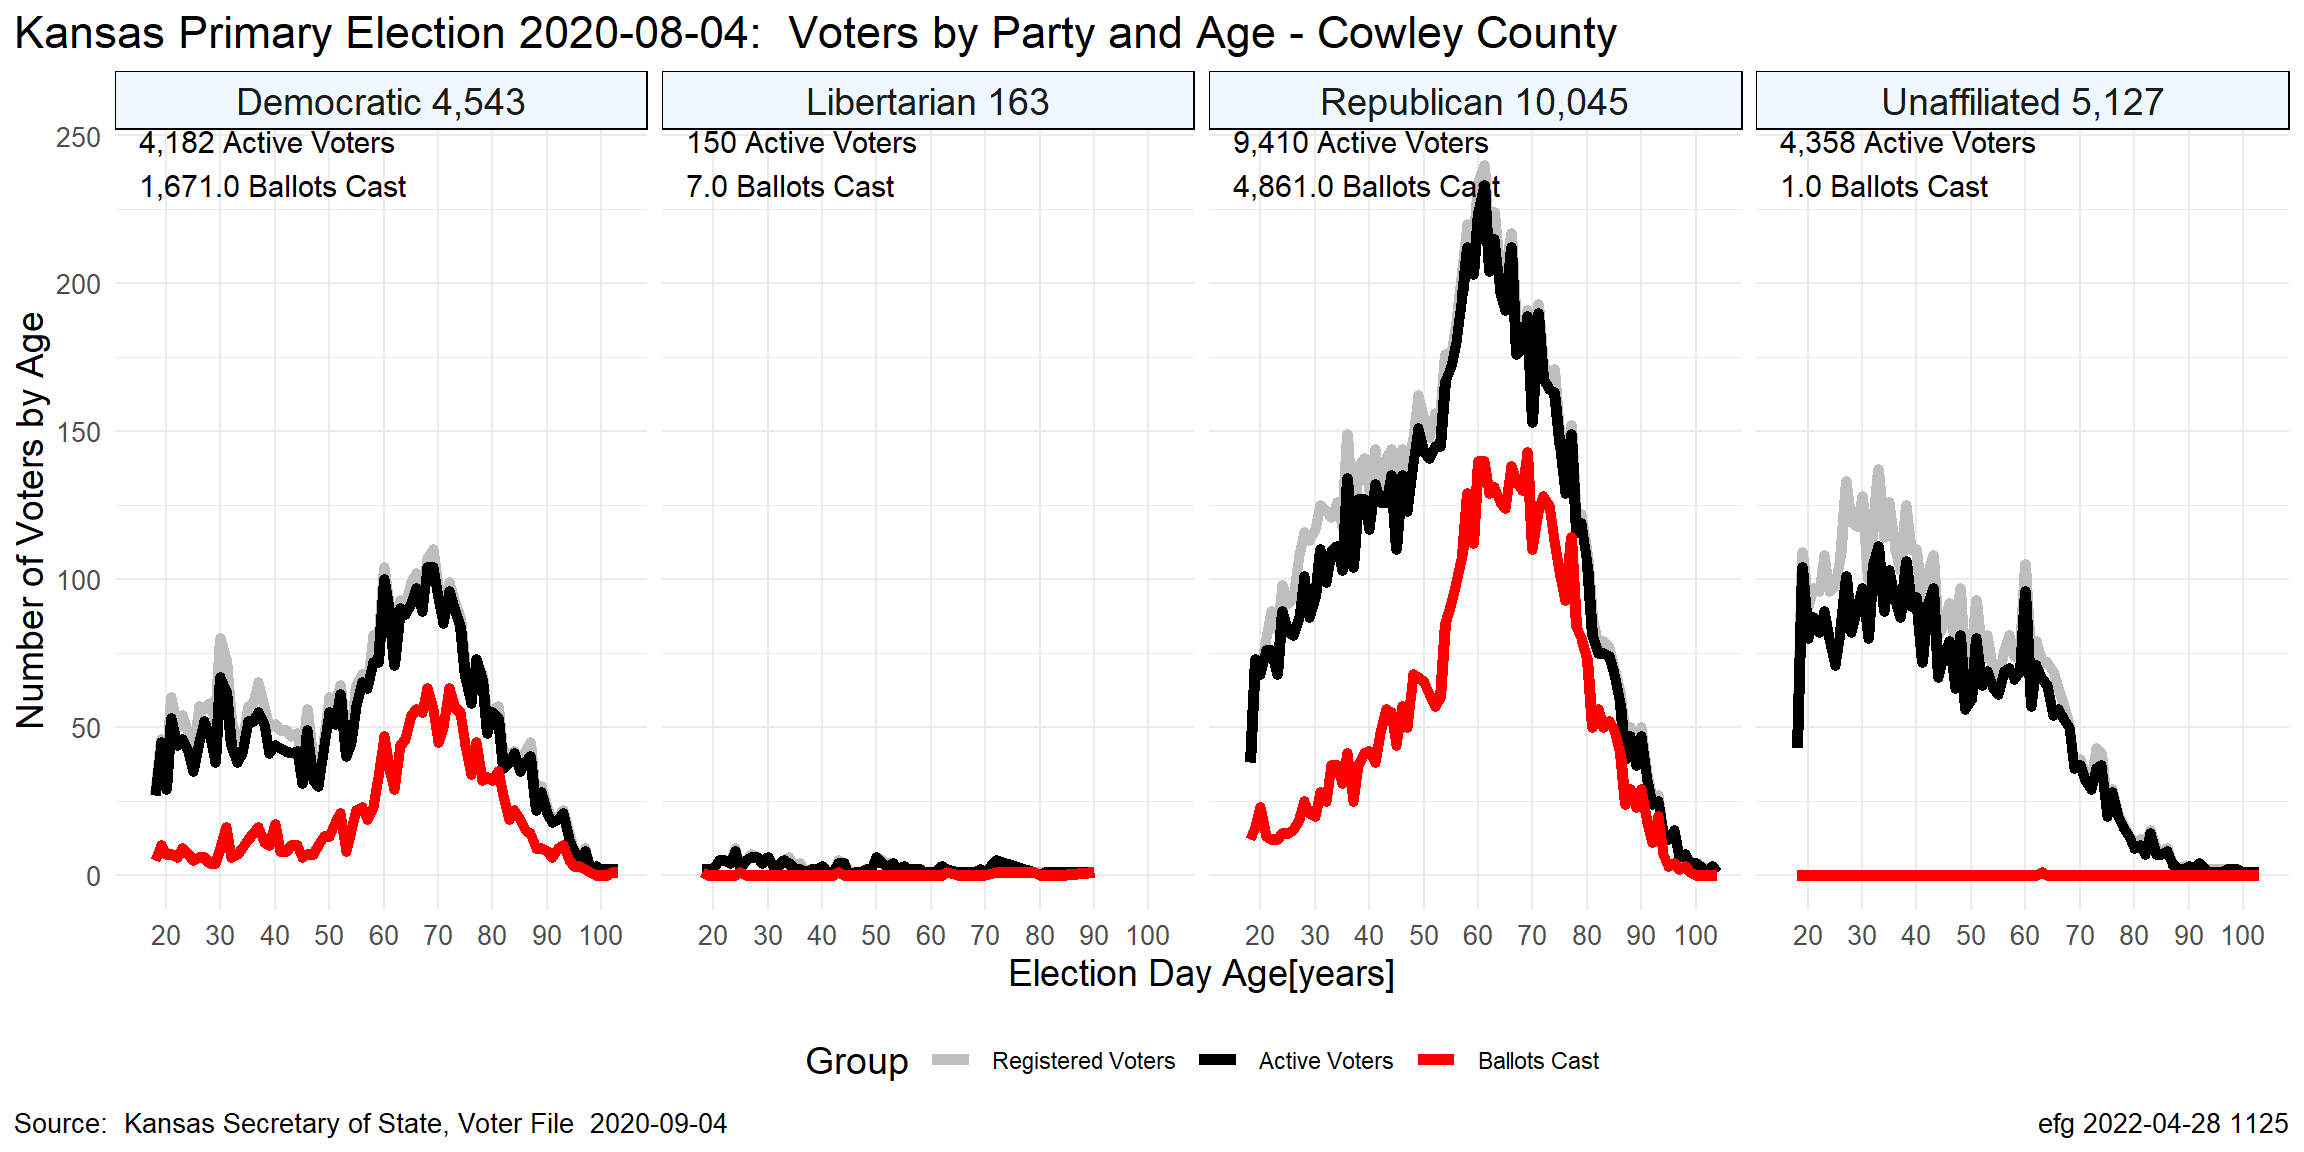 Kansas Primary Election 2020-08-04:  Voters by Party and Age - Cowley County
Democratic 4,543
Libertarian 163
Republican 10,045
Unaffiliated 5,127
4,182 Active Voters
1,671.0 Ballots Cast
150 Active Voters
7.0 Ballots Cast
9,410 Active Voters
4,861.0 Ballots Cast
4,358 Active Voters
1.0 Ballots Cast
Number of Voters by Age
250
200
150
100
50
0
20 30 40 50 60 70 80 90 100
20 30 40 50 60 70 80 90 100
20 30 40 50 60 70 80 90 100
20 30 40 50 60 70 80 90 100
Election Day Age[years]
Group Registered Voters Active Voters Ballots Cast
Source:  Kansas Secretary of State, Voter File  2020-09-04
efg 2022-04-28 1125